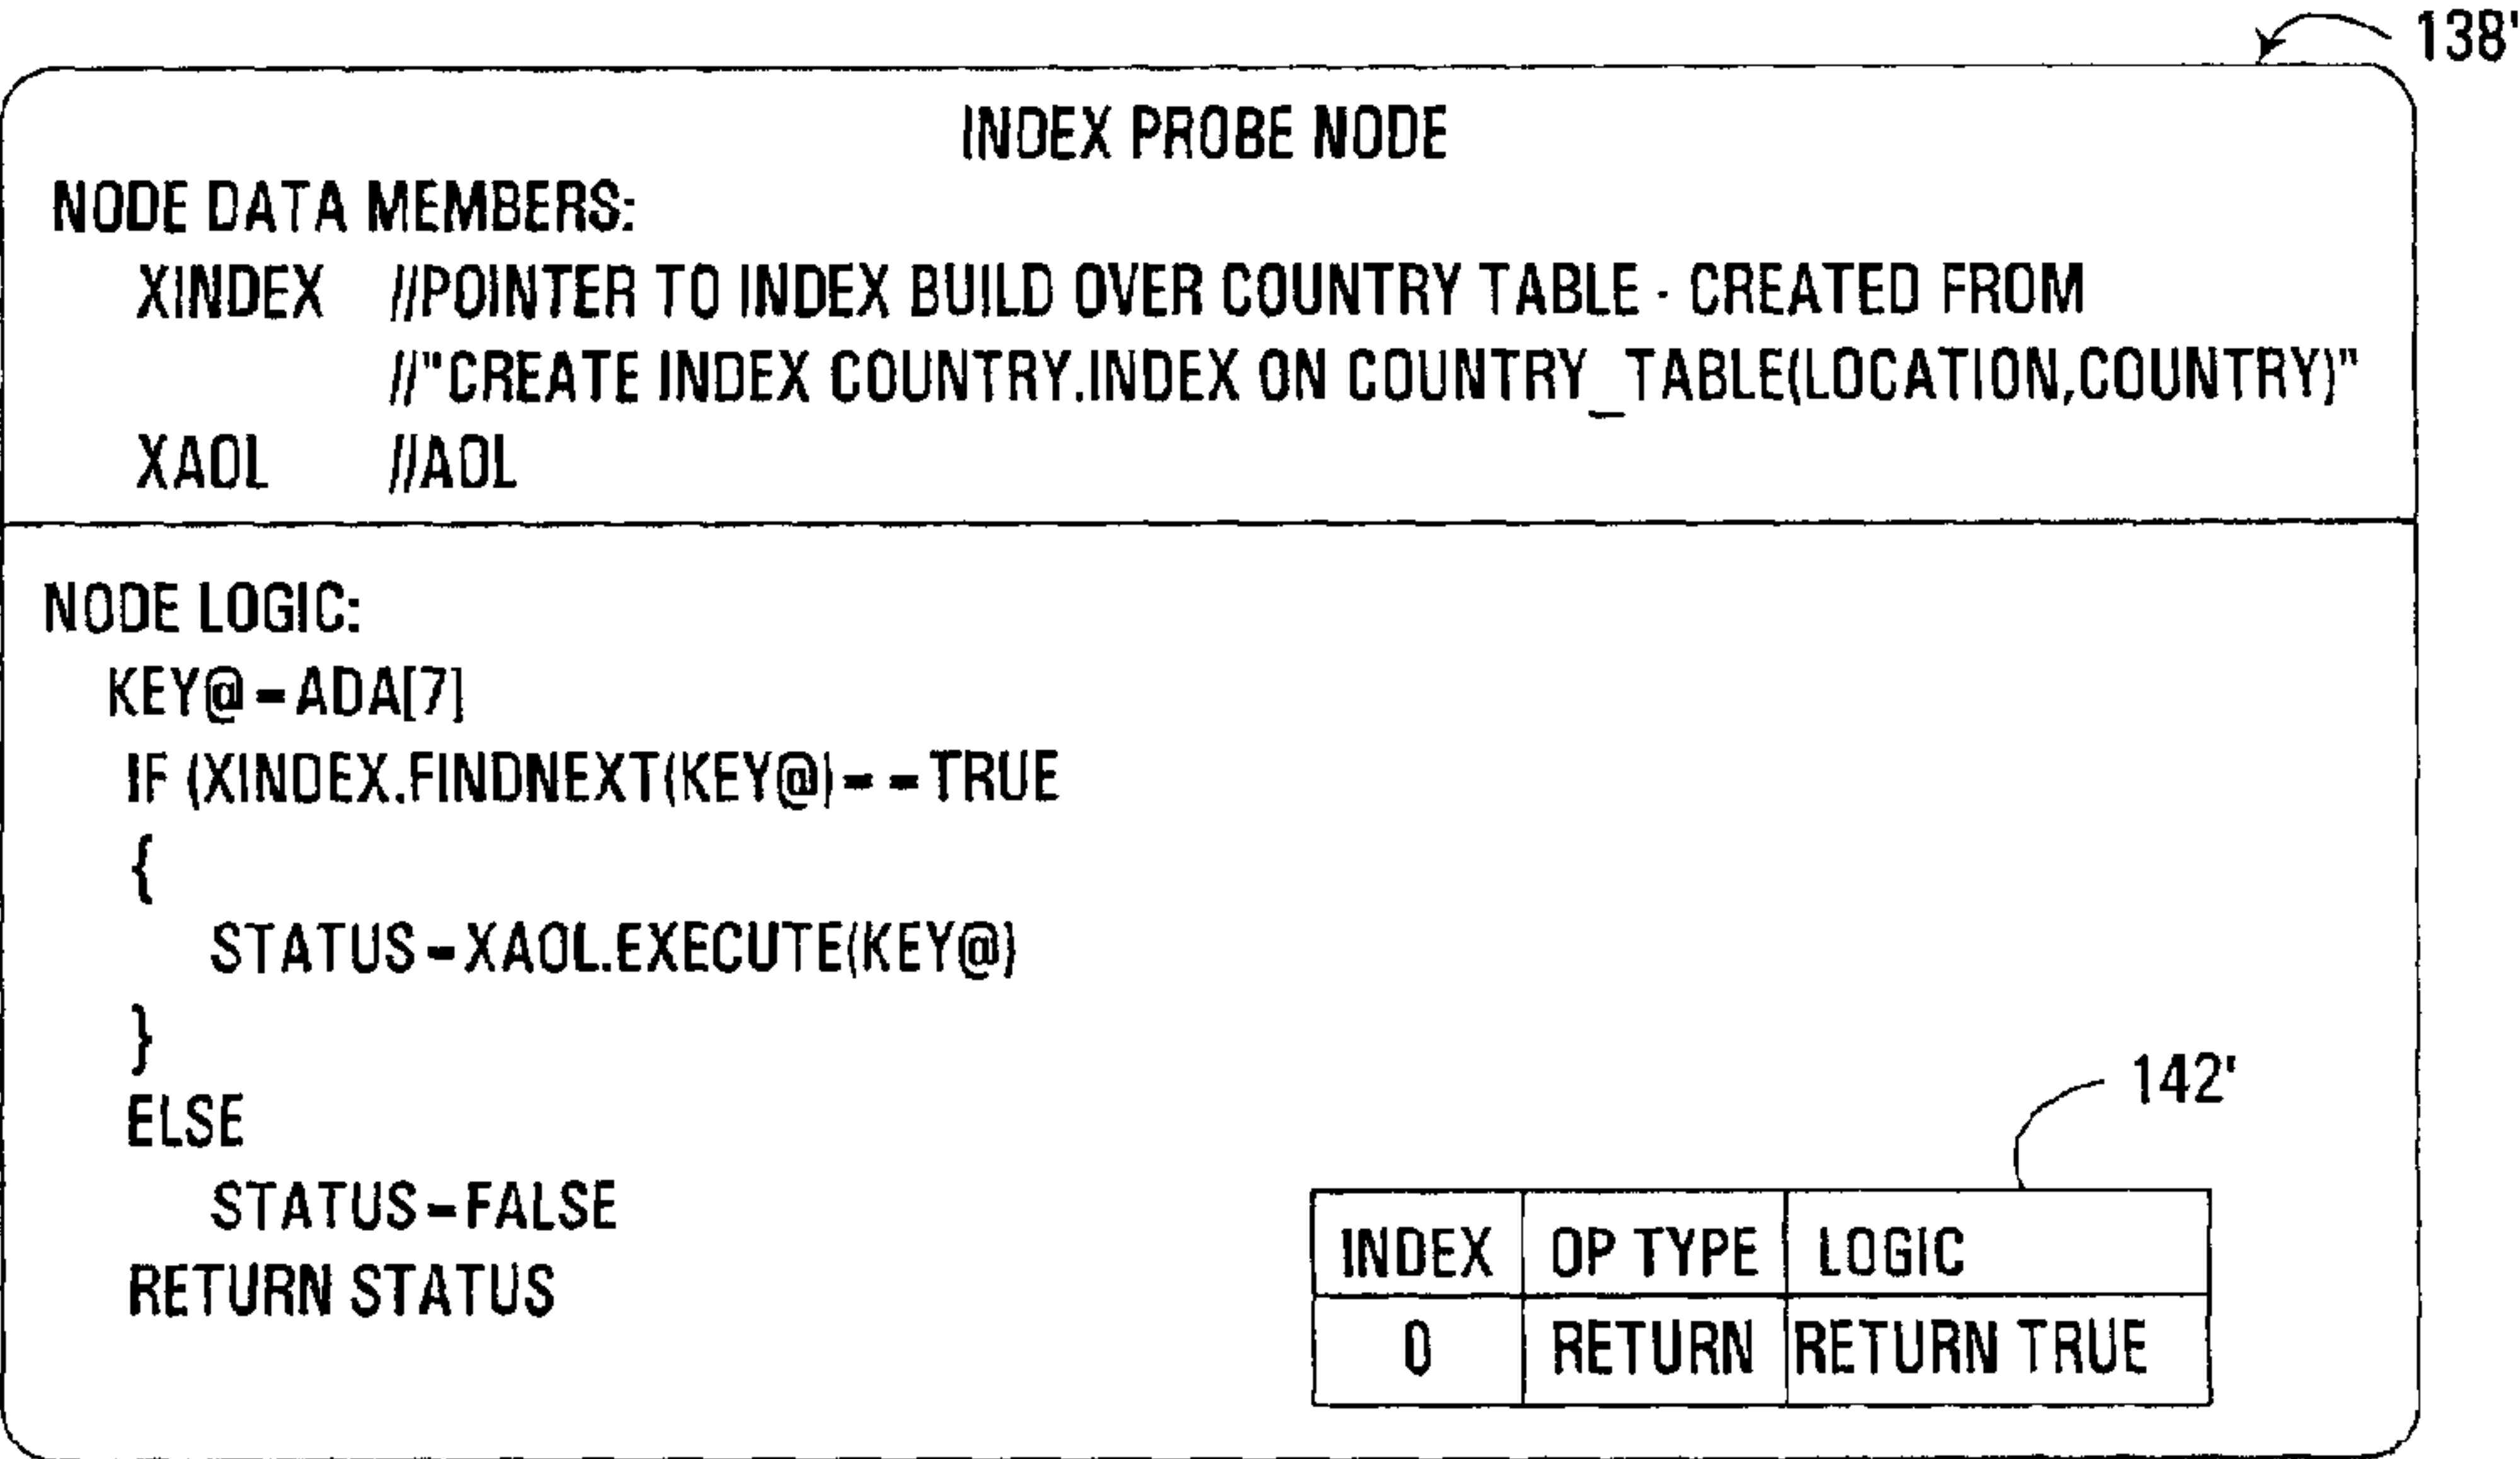 138'
INDEX PROBE NODE
NODE DATA MEMBERS:
XINDEX //POINTER TO INDEX BUILD OVER COUNTRY TABLE - CREATED FROM
//"CREATE INDEX COUNTRY.INDEX ON COUNTRY_TABLE(LOCATION,COUNTRY)"
XAOL //AOL
NODE LOGIC:
KEY@=ADA[7]
IF (XINDEX.FINDNEXT(KEY@)==TRUE
{
STATUS=XAOL.EXECUTE(KEY@)
}
ELSE
STATUS=FALSE
RETURN STATUS
142'
INDEX OP TYPE LOGIC
0 RETURN RETURN TRUE